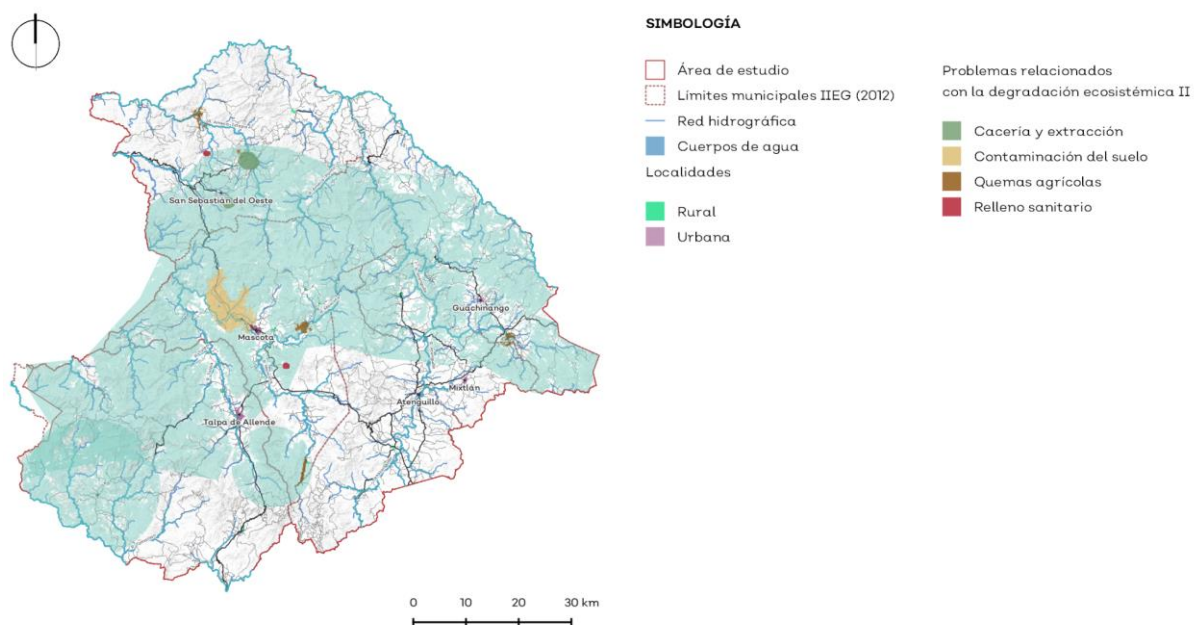 SIMBOLOGÍA
Área de estudio
Límites municipales IIEG (2012)
Red hidrográfica
Cuerpos de agua
Localidades
Rural
Urbana
Problemas relacionados
con la degradación ecosistémica II
Cacería y extracción
Contaminación del suelo
Quemas agrícolas
Relleno sanitario
San Sebastián del Oeste
Guachinango
Mascota
Mixtlán
Atenguillo
Talpa de Allende
0 10 20 30 km